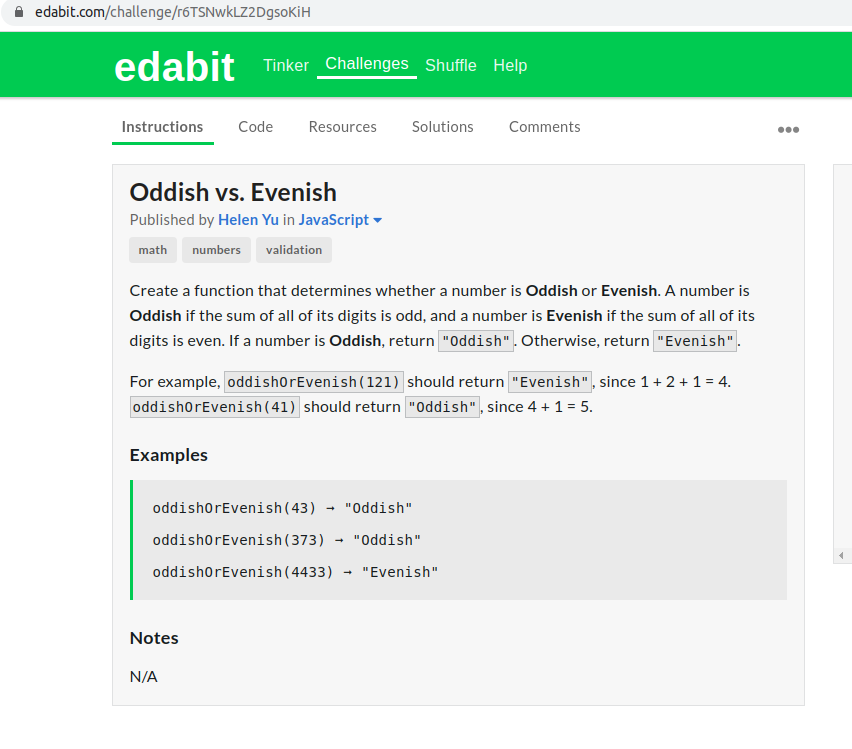 edabit.com/challenge/r6TSNwkLZ2DgsoKiH
edabit Tinker Challenges Shuffle Help
Instructions Code Resources Solutions Comments
Oddish vs. Evenish
Published by Helen Yu in JavaScript
math numbers validation
Create a function that determines whether a number is Oddish or Evenish. A number is
Oddish if the sum of all of its digits is odd, and a number is Evenish if the sum of all of its
digits is even. If a number is Oddish, return "Oddish". Otherwise, return "Evenish".
For example, oddishOrEvenish(121) should return "Evenish", since 1 + 2 + 1 = 4.
oddishOrEvenish(41) should return "Oddish", since 4 + 1 = 5.
Examples
oddishOrEvenish(43) → "Oddish"
oddishOrEvenish(373) → "Oddish"
oddishOrEvenish(4433) → "Evenish"
Notes
N/A